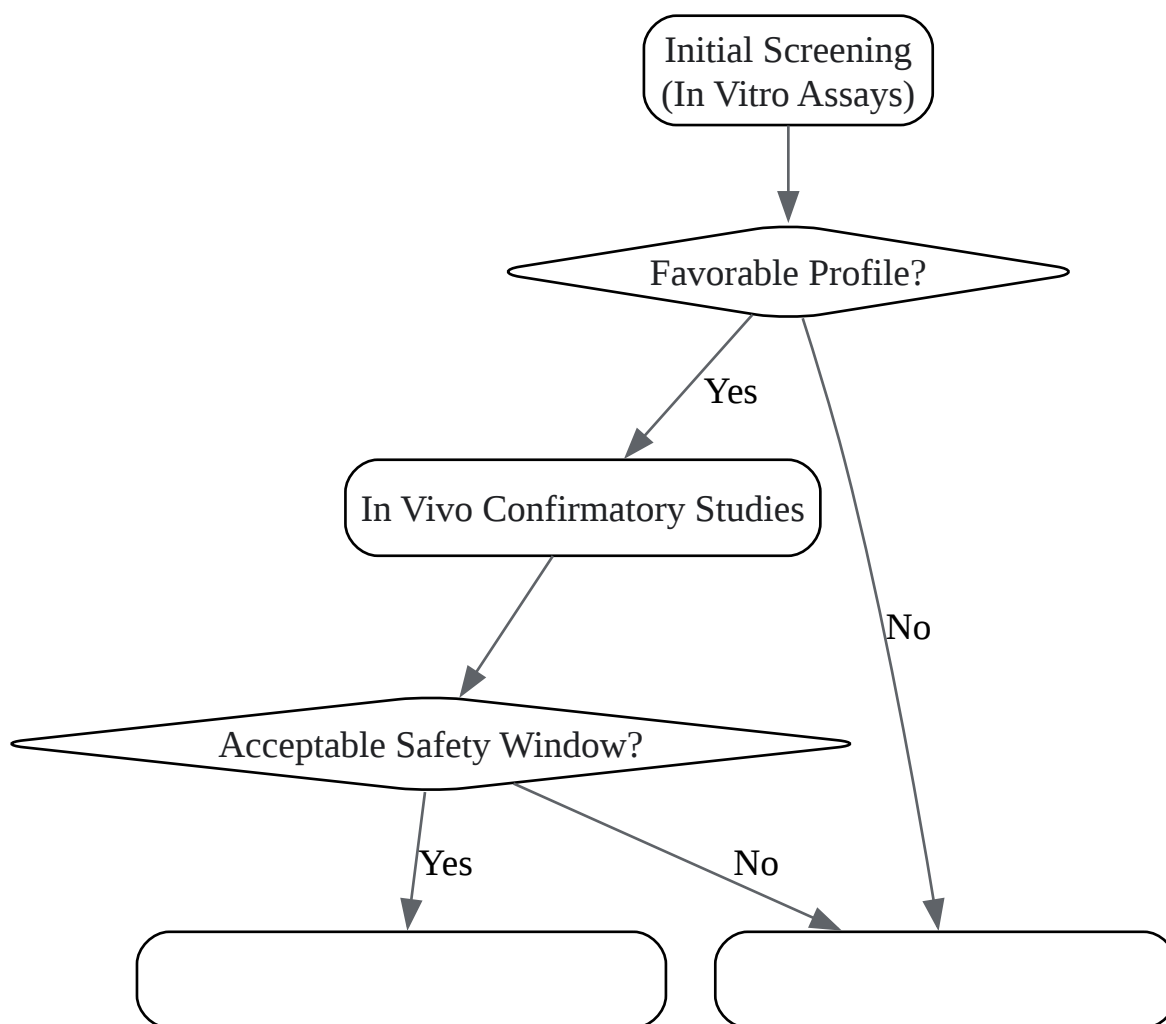 Initial Screening
(In Vitro Assays)
Favorable Profile?
Yes
In Vivo Confirmatory Studies
No
Acceptable Safety Window?
Yes
No